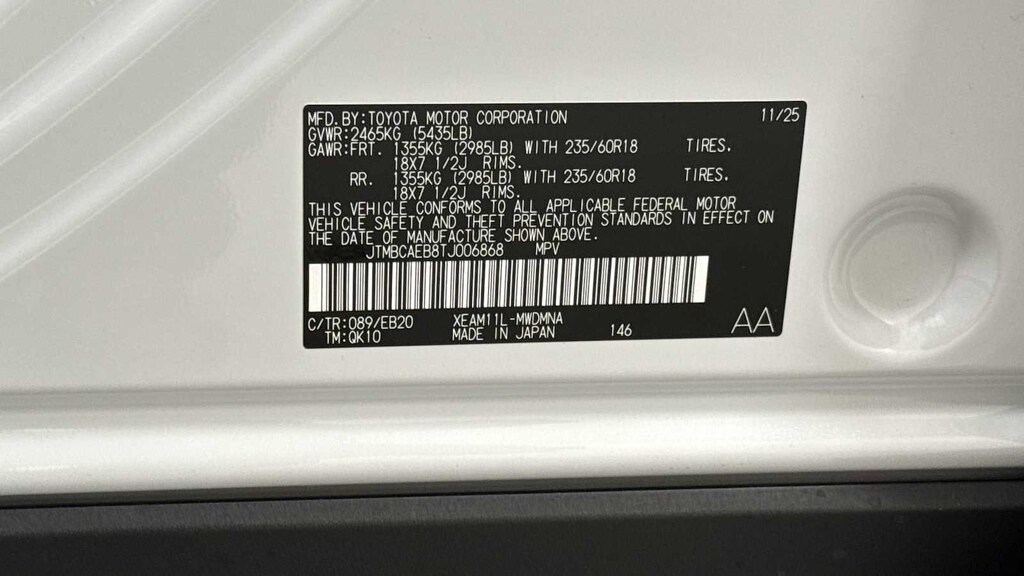 MFD. BY: TOYOTA MOTOR CORPORATION 11/25
GVWR: 2465KG (5435LB)
GAWR: FRT. 1355KG (2985LB) WITH 235/60R18 TIRES.
18X7 1/2J RIMS.
RR. 1355KG (2985LB) WITH 235/60R18 TIRES.
18X7 1/2J RIMS.
THIS VEHICLE CONFORMS TO ALL APPLICABLE FEDERAL MOTOR
VEHICLE SAFETY AND THEFT PREVENTION STANDARDS IN EFFECT ON
THE DATE OF MANUFACTURE SHOWN ABOVE.
JTMBCAEB8TJ006868 MPV
C/TR: 089/EB20 XEAM11L-MWDMNA
TM: QK10 MADE IN JAPAN 146 AA